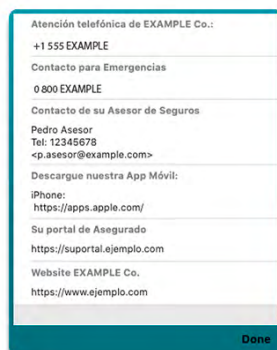 Atención telefónica de EXAMPLE Co.:
+1 555 EXAMPLE
Contacto para Emergencias
0 800 EXAMPLE
Contacto de su Asesor de Seguros
Pedro Asesor
Tel: 12345678
<p.asesor@example.com>
Descargue nuestra App Móvil:
iPhone:
https://apps.apple.com/
Su portal de Asegurado
https://suportal.ejemplo.com
Website EXAMPLE Co.
https://www.ejemplo.com
Done